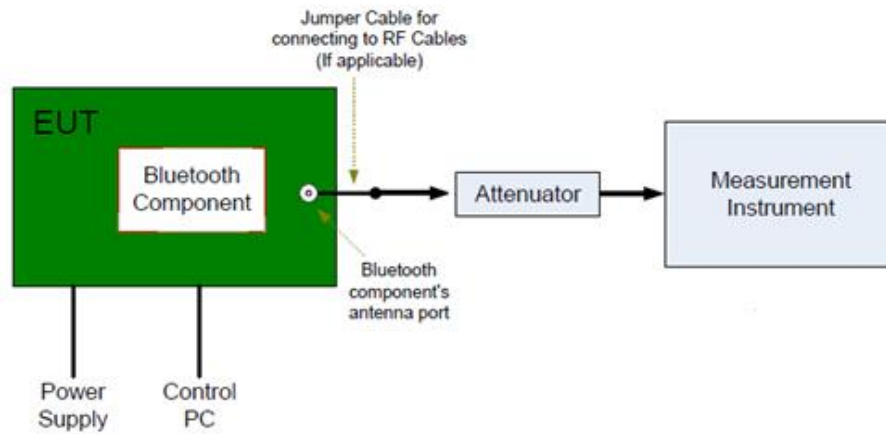 Jumper Cable for
connecting to RF Cables
(If applicable)
EUT
Bluetooth
Component
Attenuator
Measurement
Instrument
Bluetooth
component's
antenna port
Power
Supply
Control
PC